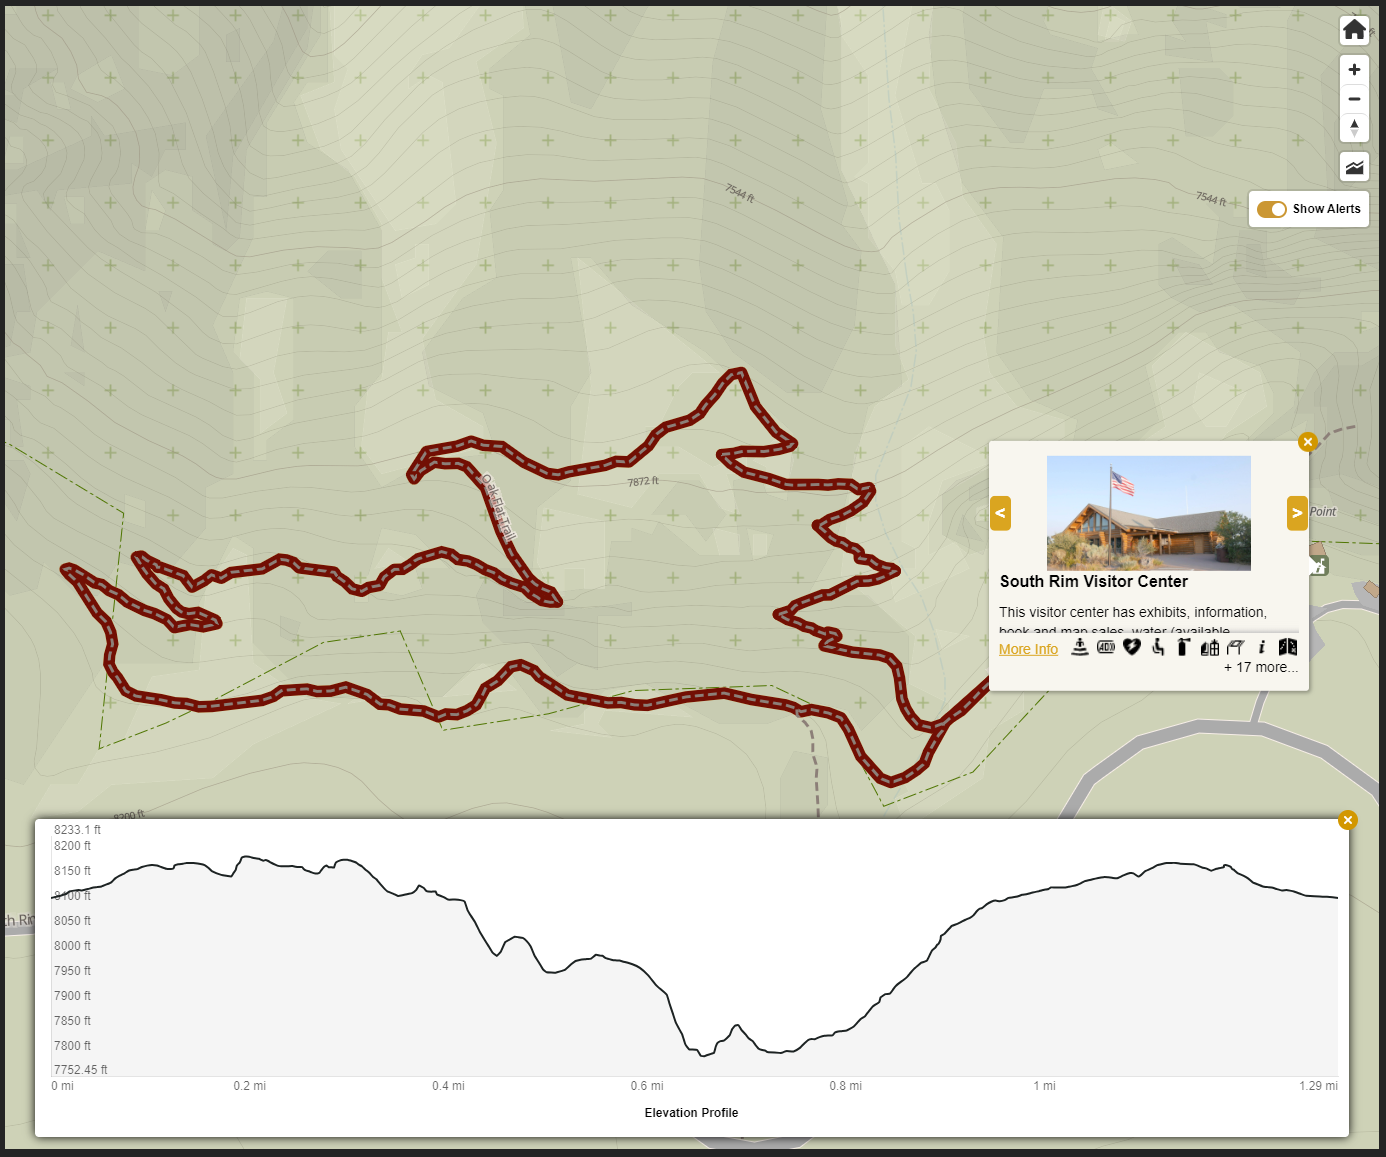 7544 ft
7544 ft
Show Alerts
7872 ft
Oak Flat Trail
Point
<
>
South Rim Visitor Center
This visitor center has exhibits, information,
book and map sales, water (available
More Info
+ 17 more...
8200 ft
8233.1 ft
8200 ft
8150 ft
8100 ft
8050 ft
8000 ft
7950 ft
7900 ft
7850 ft
7800 ft
7752.45 ft
th Rim
0 mi
0.2 mi
0.4 mi
0.6 mi
0.8 mi
1 mi
1.29 mi
Elevation Profile